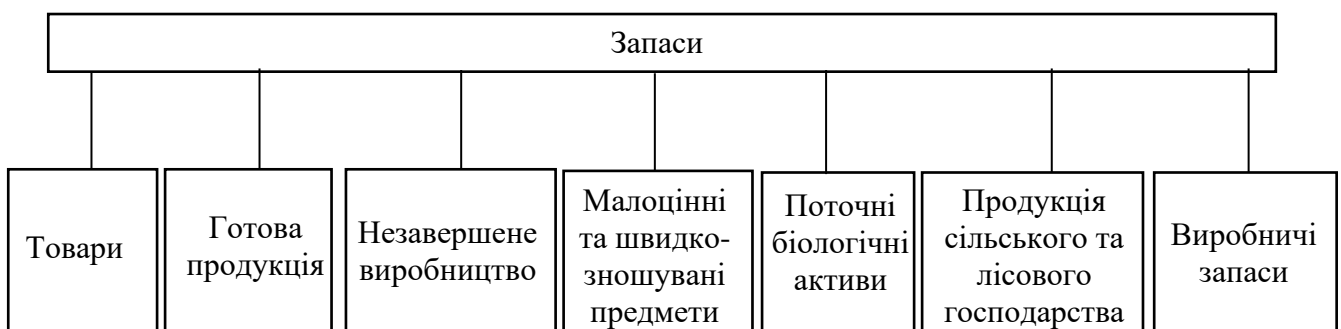 Запаси
Товари
Готова
продукція
Незавершене
виробництво
Малоцінні
та швидко-
зношувані
предмети
Поточні
біологічні
активи
Продукція
сільського та
лісового
господарства
Виробничі
запаси